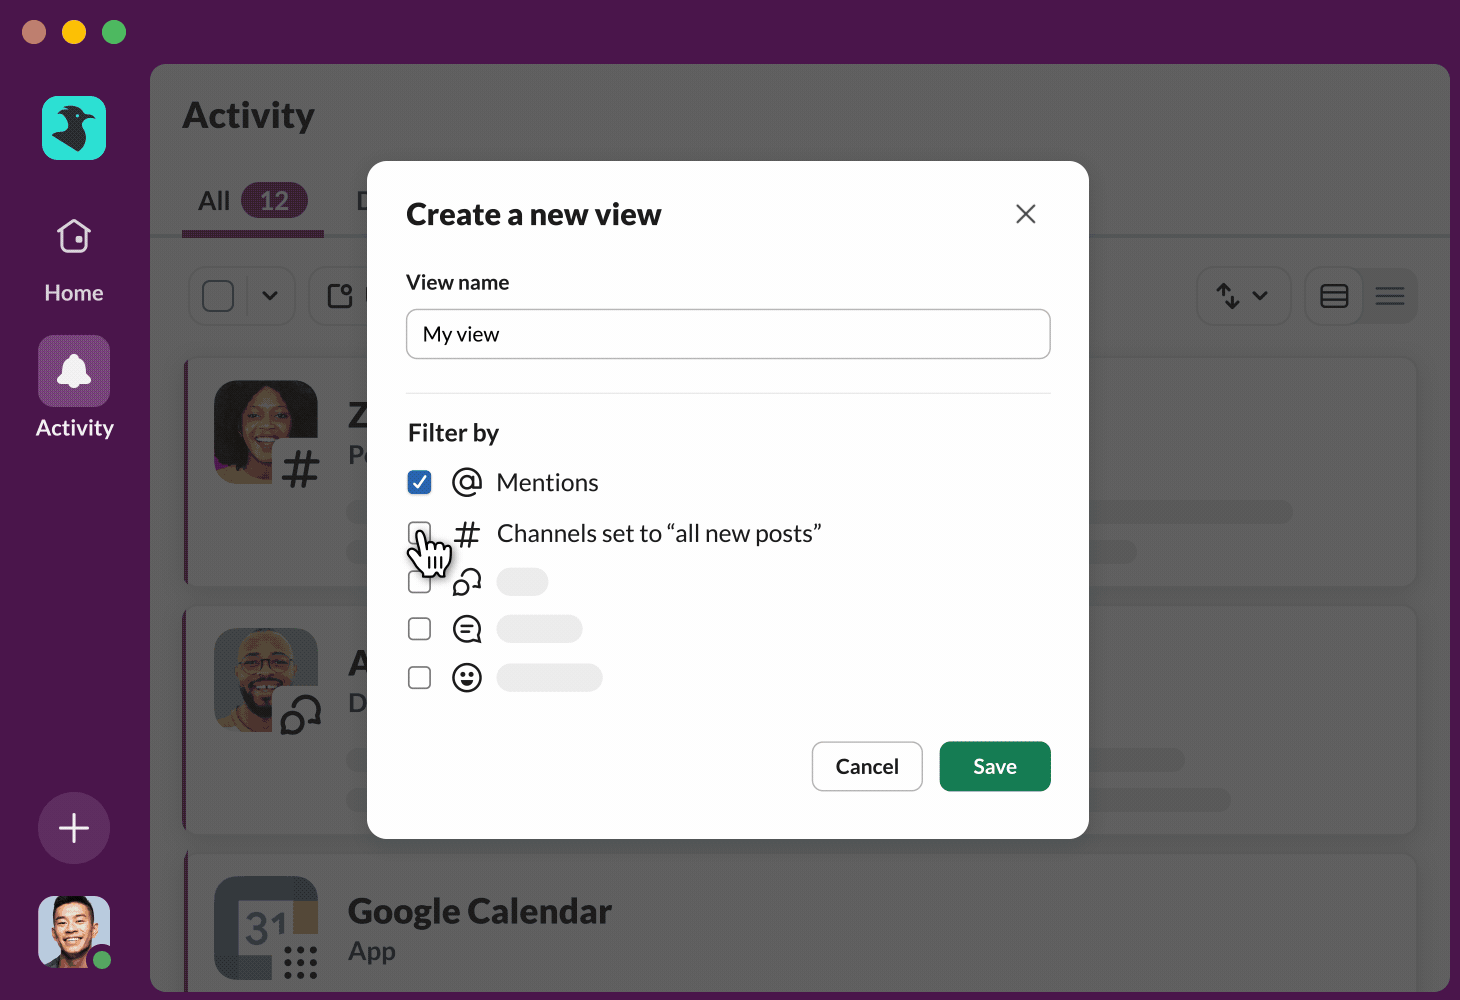 Activity
All 12
Create a new view
Home
View name
My view
Activity
Filter by
Mentions
Channels set to “all new posts”
Cancel
Save
31
Google Calendar
App